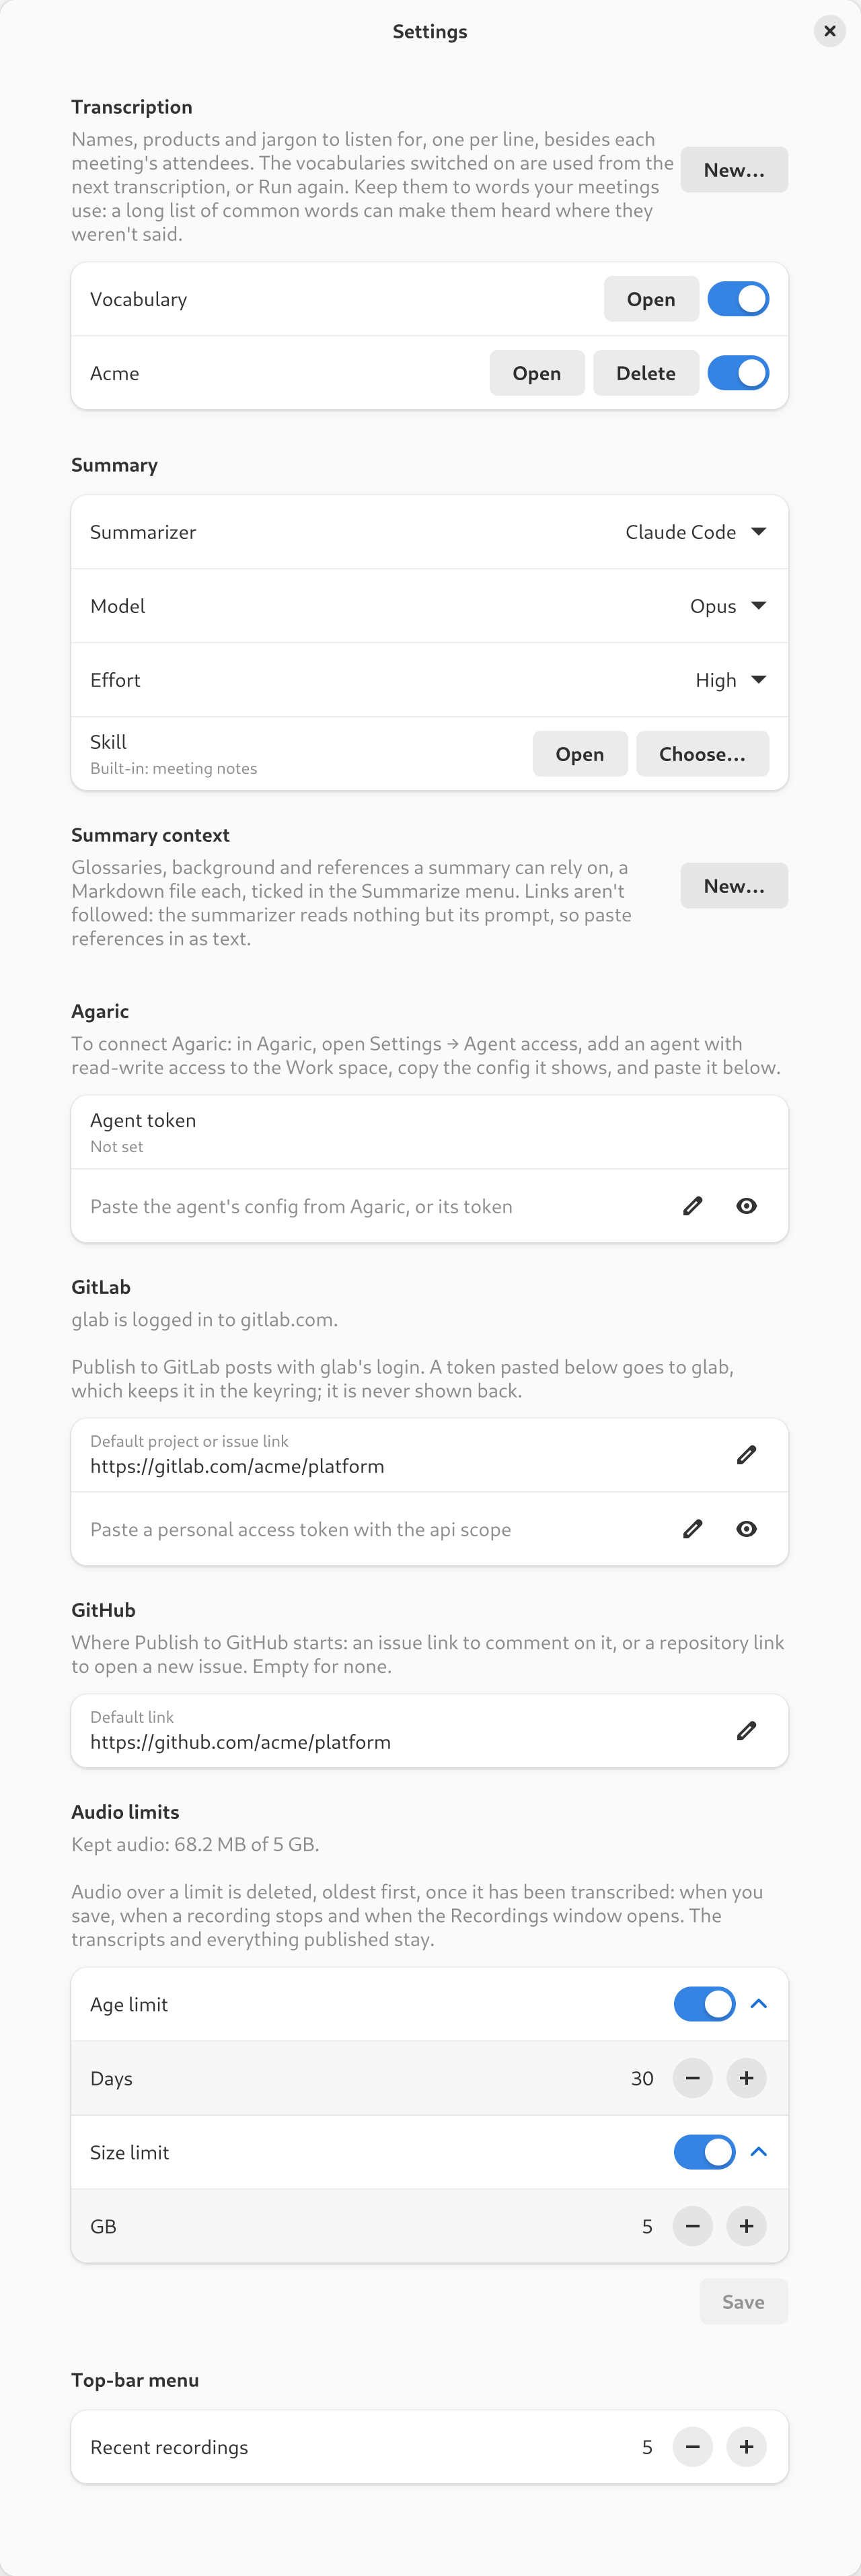 Settings
Transcription
Names, products and jargon to listen for, one per line, besides each
meeting's attendees. The vocabularies switched on are used from the
next transcription, or Run again. Keep them to words your meetings
use: a long list of common words can make them heard where they
weren't said.
New...
Vocabulary
Open
Acme
Open
Delete
Summary
Summarizer
Claude Code
Model
Opus
Effort
High
Skill
Built-in: meeting notes
Open
Choose...
Summary context
Glossaries, background and references a summary can rely on, a
Markdown file each, ticked in the Summarize menu. Links aren't
followed: the summarizer reads nothing but its prompt, so paste
references in as text.
New...
Agaric
To connect Agaric: in Agaric, open Settings → Agent access, add an agent with
read-write access to the Work space, copy the config it shows, and paste it below.
Agent token
Not set
Paste the agent's config from Agaric, or its token
GitLab
glab is logged in to gitlab.com.
Publish to GitLab posts with glab's login. A token pasted below goes to glab,
which keeps it in the keyring; it is never shown back.
Default project or issue link
https://gitlab.com/acme/platform
Paste a personal access token with the api scope
GitHub
Where Publish to GitHub starts: an issue link to comment on it, or a repository link
to open a new issue. Empty for none.
Default link
https://github.com/acme/platform
Audio limits
Kept audio: 68.2 MB of 5 GB.
Audio over a limit is deleted, oldest first, once it has been transcribed: when you
save, when a recording stops and when the Recordings window opens. The
transcripts and everything published stay.
Age limit
Days
30
Size limit
GB
5
Save
Top-bar menu
Recent recordings
5